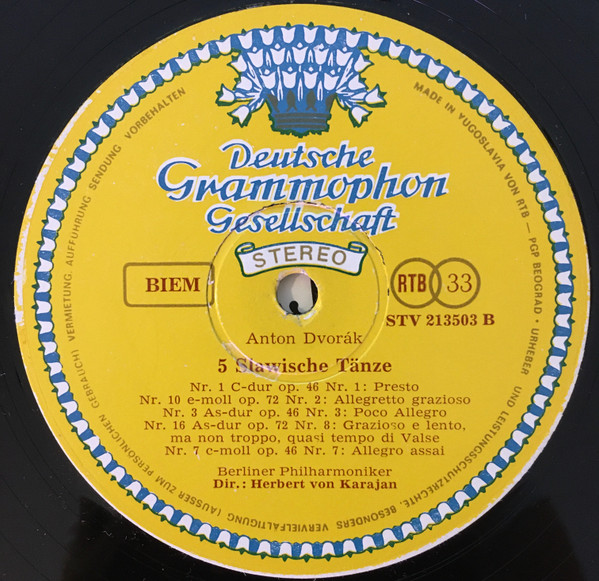 Deutsche
Grammophon
Gesellschaft
STEREO
BIEM
RTB 33
STV 213503 B
Anton Dvorák
5 Slawische Tänze
Nr. 1 C-dur op. 46 Nr. 1: Presto
Nr. 10 e-moll op. 72 Nr. 2: Allegretto grazioso
Nr. 3 As-dur op. 46 Nr. 3: Poco Allegro
Nr. 16 As-dur op. 72 Nr. 8: Grazioso e lento,
ma non troppo, quasi tempo di Valse
Nr. 7 c-moll op. 46 Nr. 7: Allegro assai
Berliner Philharmoniker
Dir.: Herbert von Karajan
MADE IN YUGOSLAVIA VON RTB — PGP BEOGRAD · URHEBER UND LEISTUNGSSCHUTZRECHTE, BESONDERS VERVIELFALTIGUNG (AUSSER ZUM PERSONLICHEN GEBRAUCH) VERMIETUNG, AUFFUHRUNG SENDUNG VORBEHALTEN